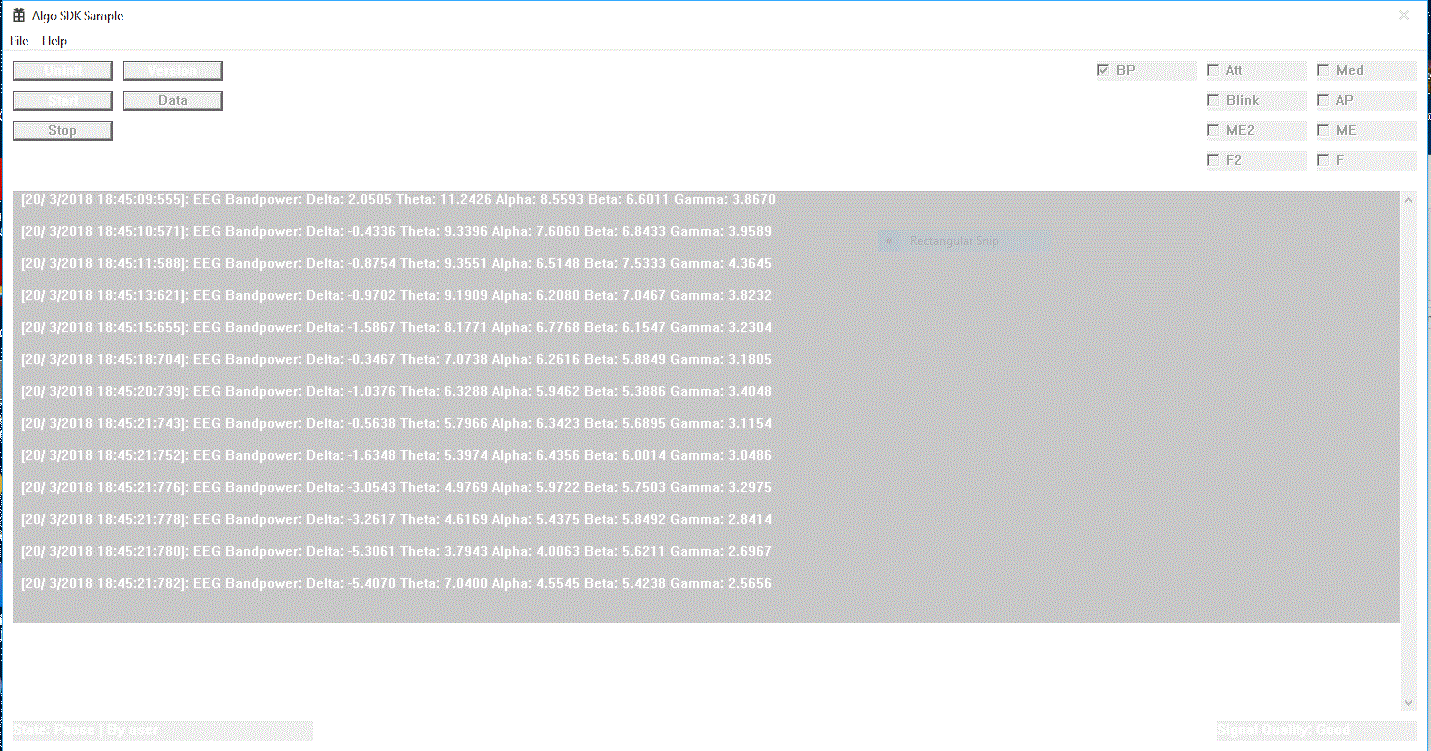 Algo SDK Sample
File Help
Version
BP Att Med
Start Data
Blink AP
Stop
ME2 ME
F2 F
[20/ 3/2018 18:45:09:555]: EEG Bandpower: Delta: 2.0505 Theta: 11.2426 Alpha: 8.5593 Beta: 6.6011 Gamma: 3.8670
[20/ 3/2018 18:45:10:571]: EEG Bandpower: Delta: -0.4336 Theta: 9.3396 Alpha: 7.6060 Beta: 6.8433 Gamma: 3.9589
Rectangular Snip
[20/ 3/2018 18:45:11:588]: EEG Bandpower: Delta: -0.8754 Theta: 9.3551 Alpha: 6.5148 Beta: 7.5333 Gamma: 4.3645
[20/ 3/2018 18:45:13:621]: EEG Bandpower: Delta: -0.9702 Theta: 9.1909 Alpha: 6.2080 Beta: 7.0467 Gamma: 3.8232
[20/ 3/2018 18:45:15:655]: EEG Bandpower: Delta: -1.5867 Theta: 8.1771 Alpha: 6.7768 Beta: 6.1547 Gamma: 3.2304
[20/ 3/2018 18:45:18:704]: EEG Bandpower: Delta: -0.3467 Theta: 7.0738 Alpha: 6.2616 Beta: 5.8849 Gamma: 3.1805
[20/ 3/2018 18:45:20:739]: EEG Bandpower: Delta: -1.0376 Theta: 6.3288 Alpha: 5.9462 Beta: 5.3886 Gamma: 3.4048
[20/ 3/2018 18:45:21:743]: EEG Bandpower: Delta: -0.5638 Theta: 5.7966 Alpha: 6.3423 Beta: 5.6895 Gamma: 3.1154
[20/ 3/2018 18:45:21:752]: EEG Bandpower: Delta: -1.6348 Theta: 5.3974 Alpha: 6.4356 Beta: 6.0014 Gamma: 3.0486
[20/ 3/2018 18:45:21:776]: EEG Bandpower: Delta: -3.0543 Theta: 4.9769 Alpha: 5.9722 Beta: 5.7503 Gamma: 3.2975
[20/ 3/2018 18:45:21:778]: EEG Bandpower: Delta: -3.2617 Theta: 4.6169 Alpha: 5.4375 Beta: 5.8492 Gamma: 2.8414
[20/ 3/2018 18:45:21:780]: EEG Bandpower: Delta: -5.3061 Theta: 3.7943 Alpha: 4.0063 Beta: 5.6211 Gamma: 2.6967
[20/ 3/2018 18:45:21:782]: EEG Bandpower: Delta: -5.4070 Theta: 7.0400 Alpha: 4.5545 Beta: 5.4238 Gamma: 2.5656
State: Pause | By user
Signal Quality: Good